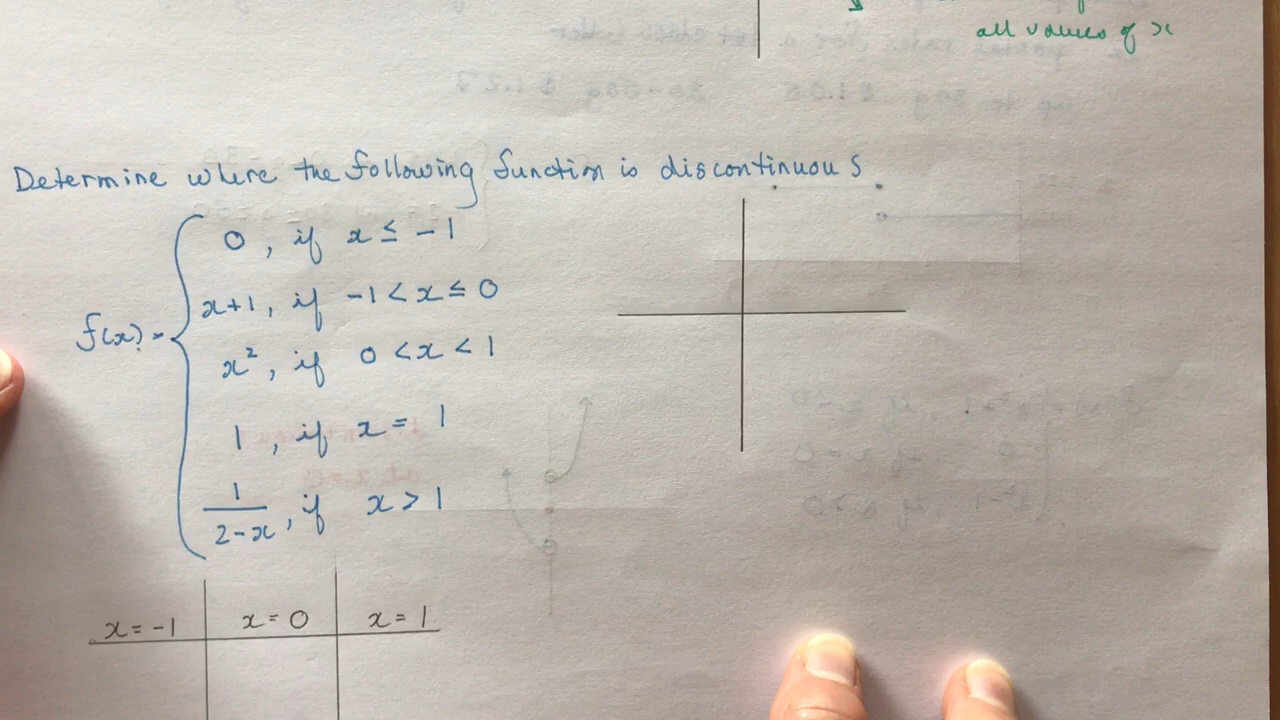 all values of x
Determine where the following function is discontinuous
f(x) = { 0, if x ≤ -1
x+1, if -1 < x ≤ 0
x², if 0 < x < 1
1, if x = 1
1/(2-x), if x > 1
x = -1 | x = 0 | x = 1